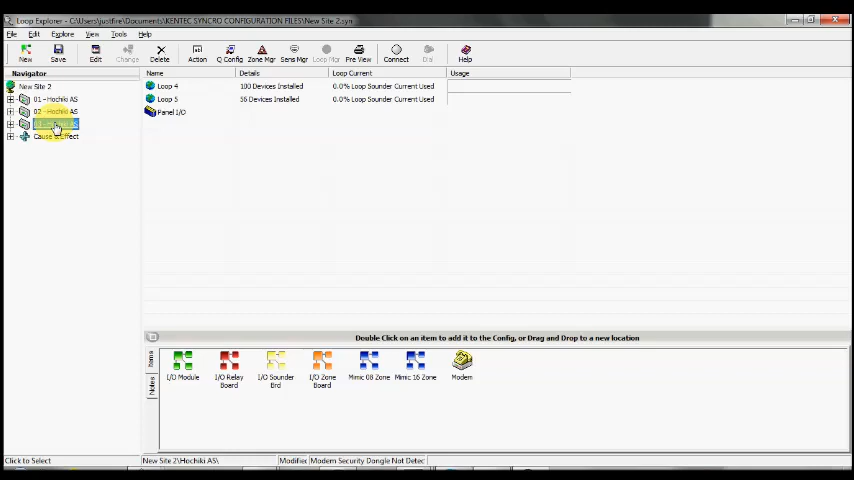 Loop Explorer - C:\Users\justfire\Documents\KENTEC SYNCRO CONFIGURATION FILES\New Site 2.syn
File Edit Explore View Tools Help
New Save Edit Change Delete Action Q Config Zone Mgr Sens Mgr Loop Mgr Pre View Connect Dial Help
Navigator
Name Details Loop Current Usage
New Site 2
01 - Hochiki AS
02 - Hochiki AS
Cause & Effect
Loop 4 100 Devices Installed 0.0% Loop Sounder Current Used
Loop 5 56 Devices Installed 0.0% Loop Sounder Current Used
Panel I/O
Double Click on an item to add it to the Config, or Drag and Drop to a new location
Items
Notes
I/O Module
I/O Relay Board
I/O Sounder Brd
I/O Zone Board
Mimic 08 Zone
Mimic 16 Zone
Modem
Click to Select New Site 2\Hochiki AS\ Modifiec Modem Security Dongle Not Detec